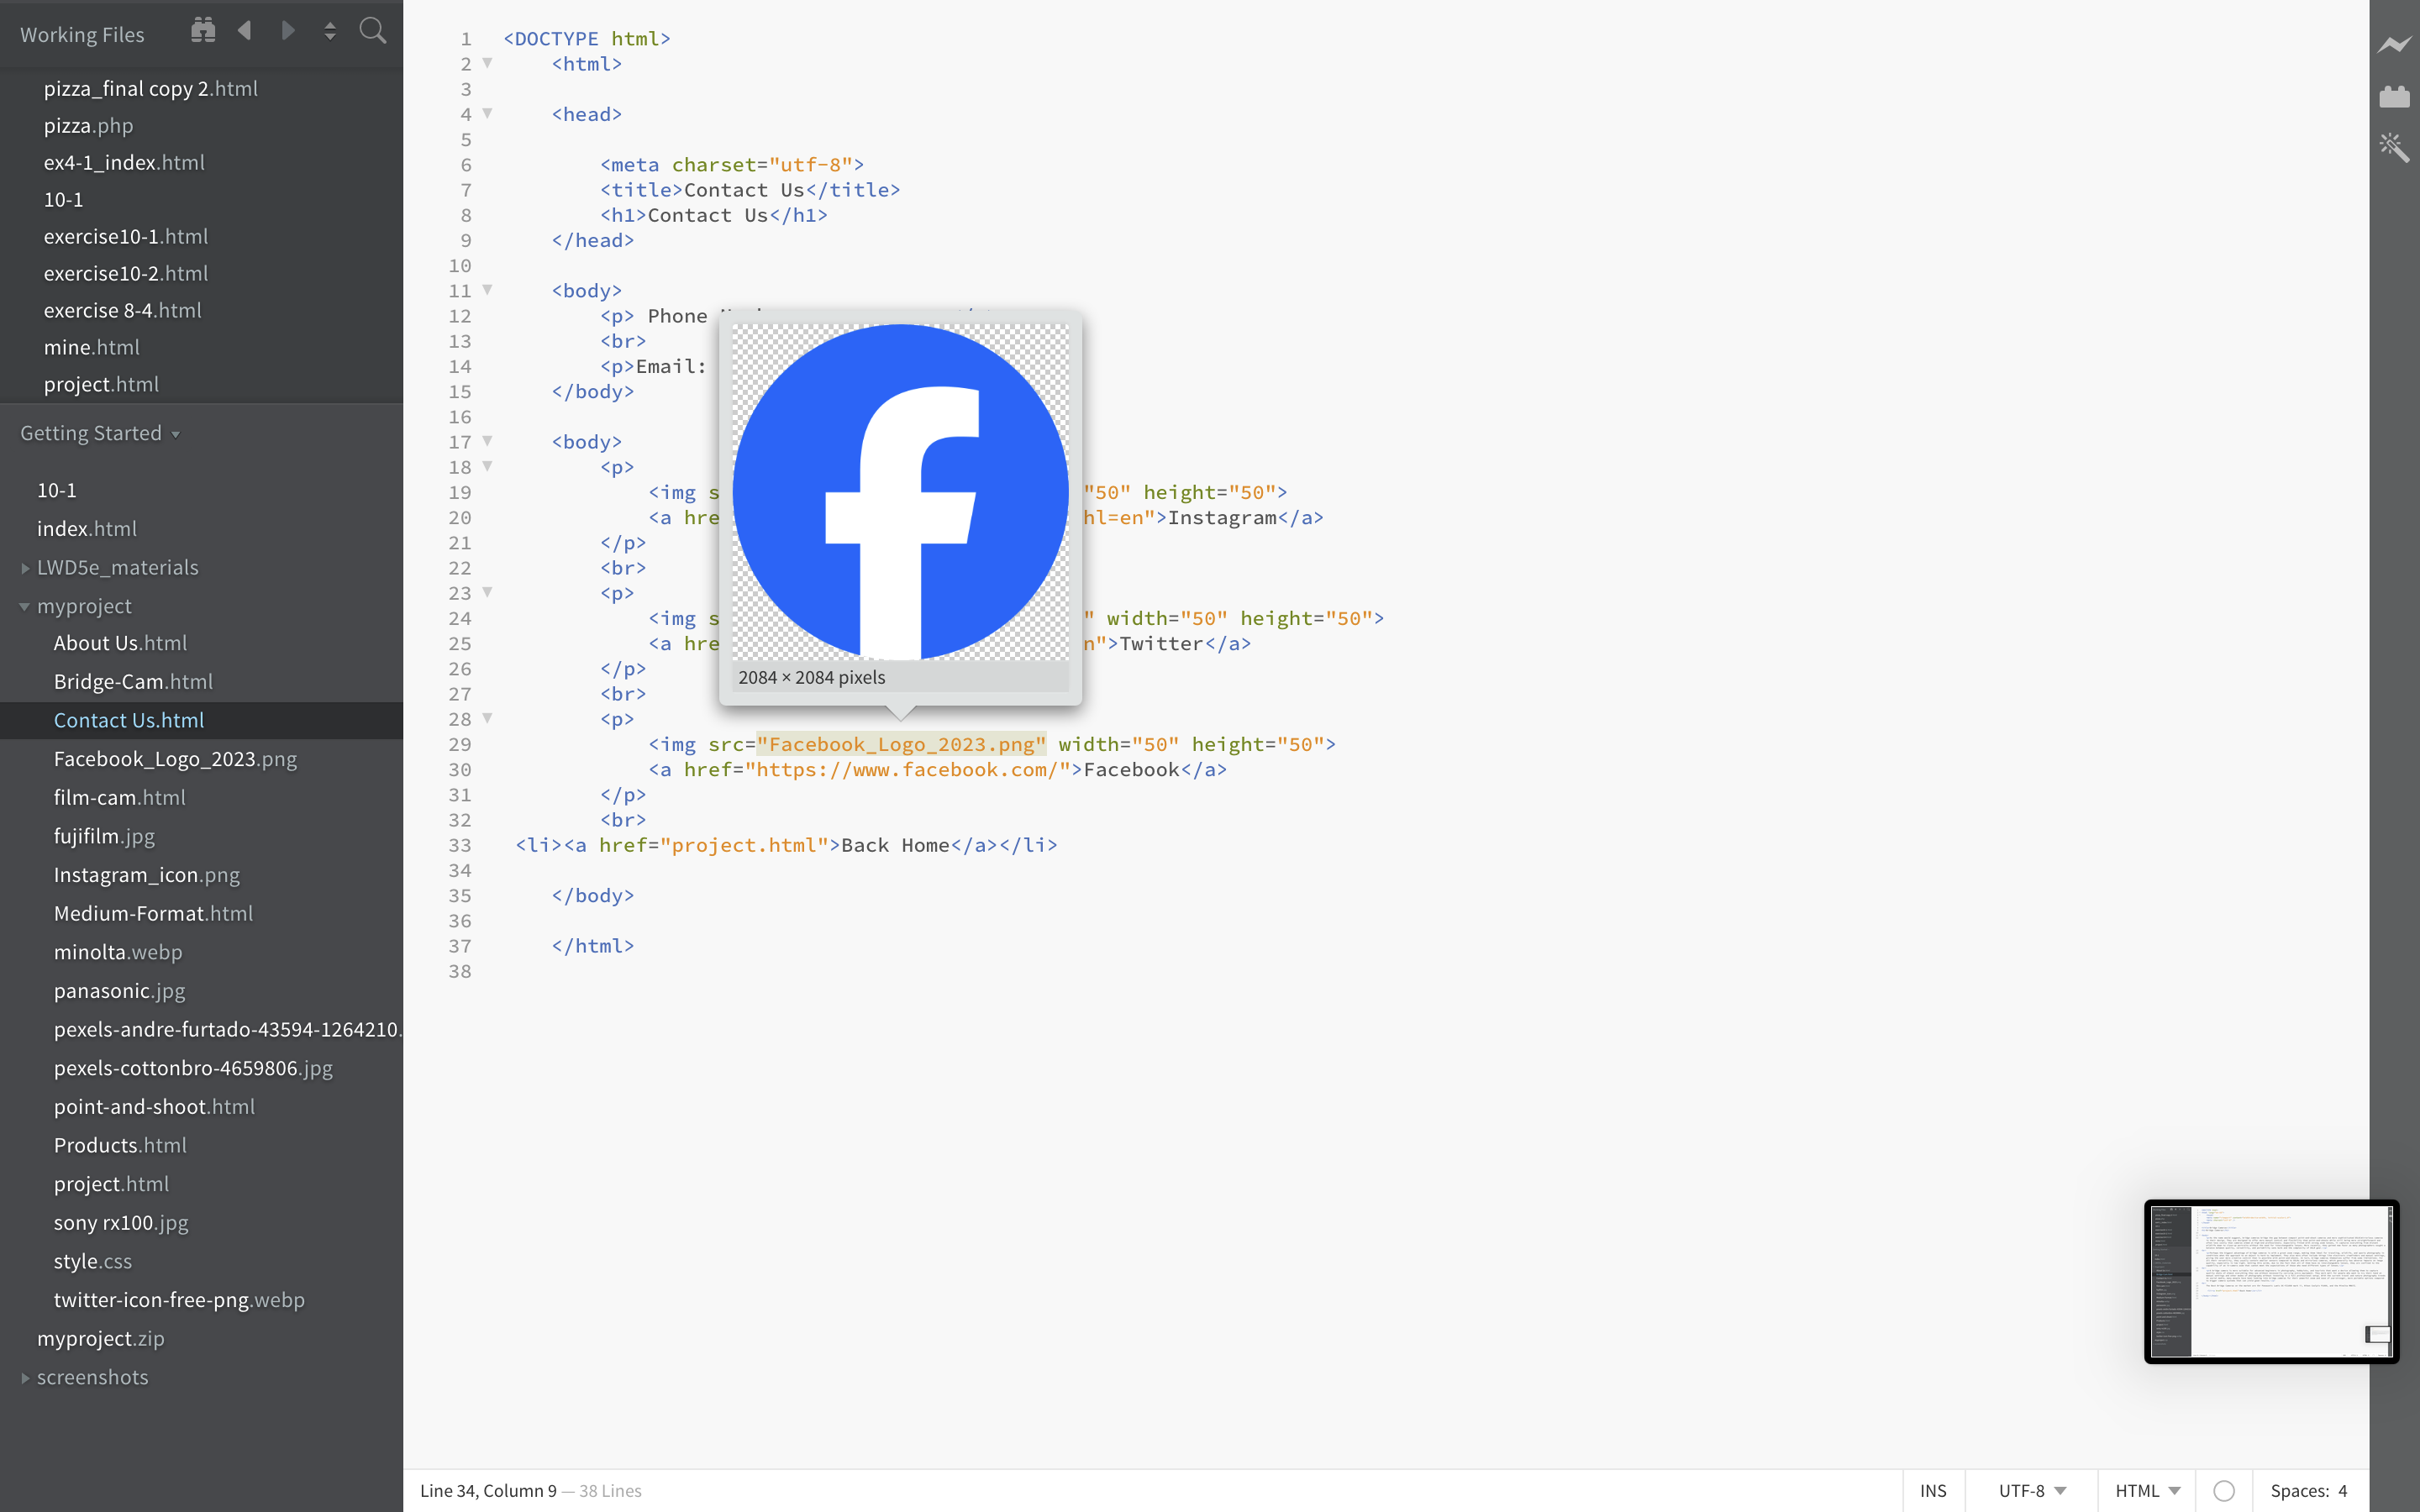 Working Files
pizza_final copy 2.html
pizza.php
ex4-1_index.html
10-1
exercise10-1.html
exercise10-2.html
exercise 8-4.html
mine.html
project.html
Getting Started
10-1
index.html
LWD5e_materials
myproject
About Us.html
Bridge-Cam.html
Contact Us.html
Facebook_Logo_2023.png
film-cam.html
fujifilm.jpg
Instagram_icon.png
Medium-Format.html
minolta.webp
panasonic.jpg
pexels-andre-furtado-43594-1264210.
pexels-cottonbro-4659806.jpg
point-and-shoot.html
Products.html
project.html
sony rx100.jpg
style.css
twitter-icon-free-png.webp
myproject.zip
screenshots
1 <DOCTYPE html>
2 <html>
3
4 <head>
5
6 <meta charset="utf-8">
7 <title>Contact Us</title>
8 <h1>Contact Us</h1>
9 </head>
10
11 <body>
12 <p> Phone
13 <br>
14 <p>Email:
15 </body>
16
17 <body>
18 <p>
19 <img s "50" height="50">
20 <a hre hl=en">Instagram</a>
21 </p>
22 <br>
23 <p>
24 <img s " width="50" height="50">
25 <a hre n">Twitter</a>
26 </p>
27 <br>
28 <p>
29 <img src="Facebook_Logo_2023.png" width="50" height="50">
30 <a href="https://www.facebook.com/">Facebook</a>
31 </p>
32 <br>
33 <li><a href="project.html">Back Home</a></li>
34
35 </body>
36
37 </html>
38
2084 × 2084 pixels
Line 34, Column 9 — 38 Lines
INS
UTF-8
HTML
Spaces: 4